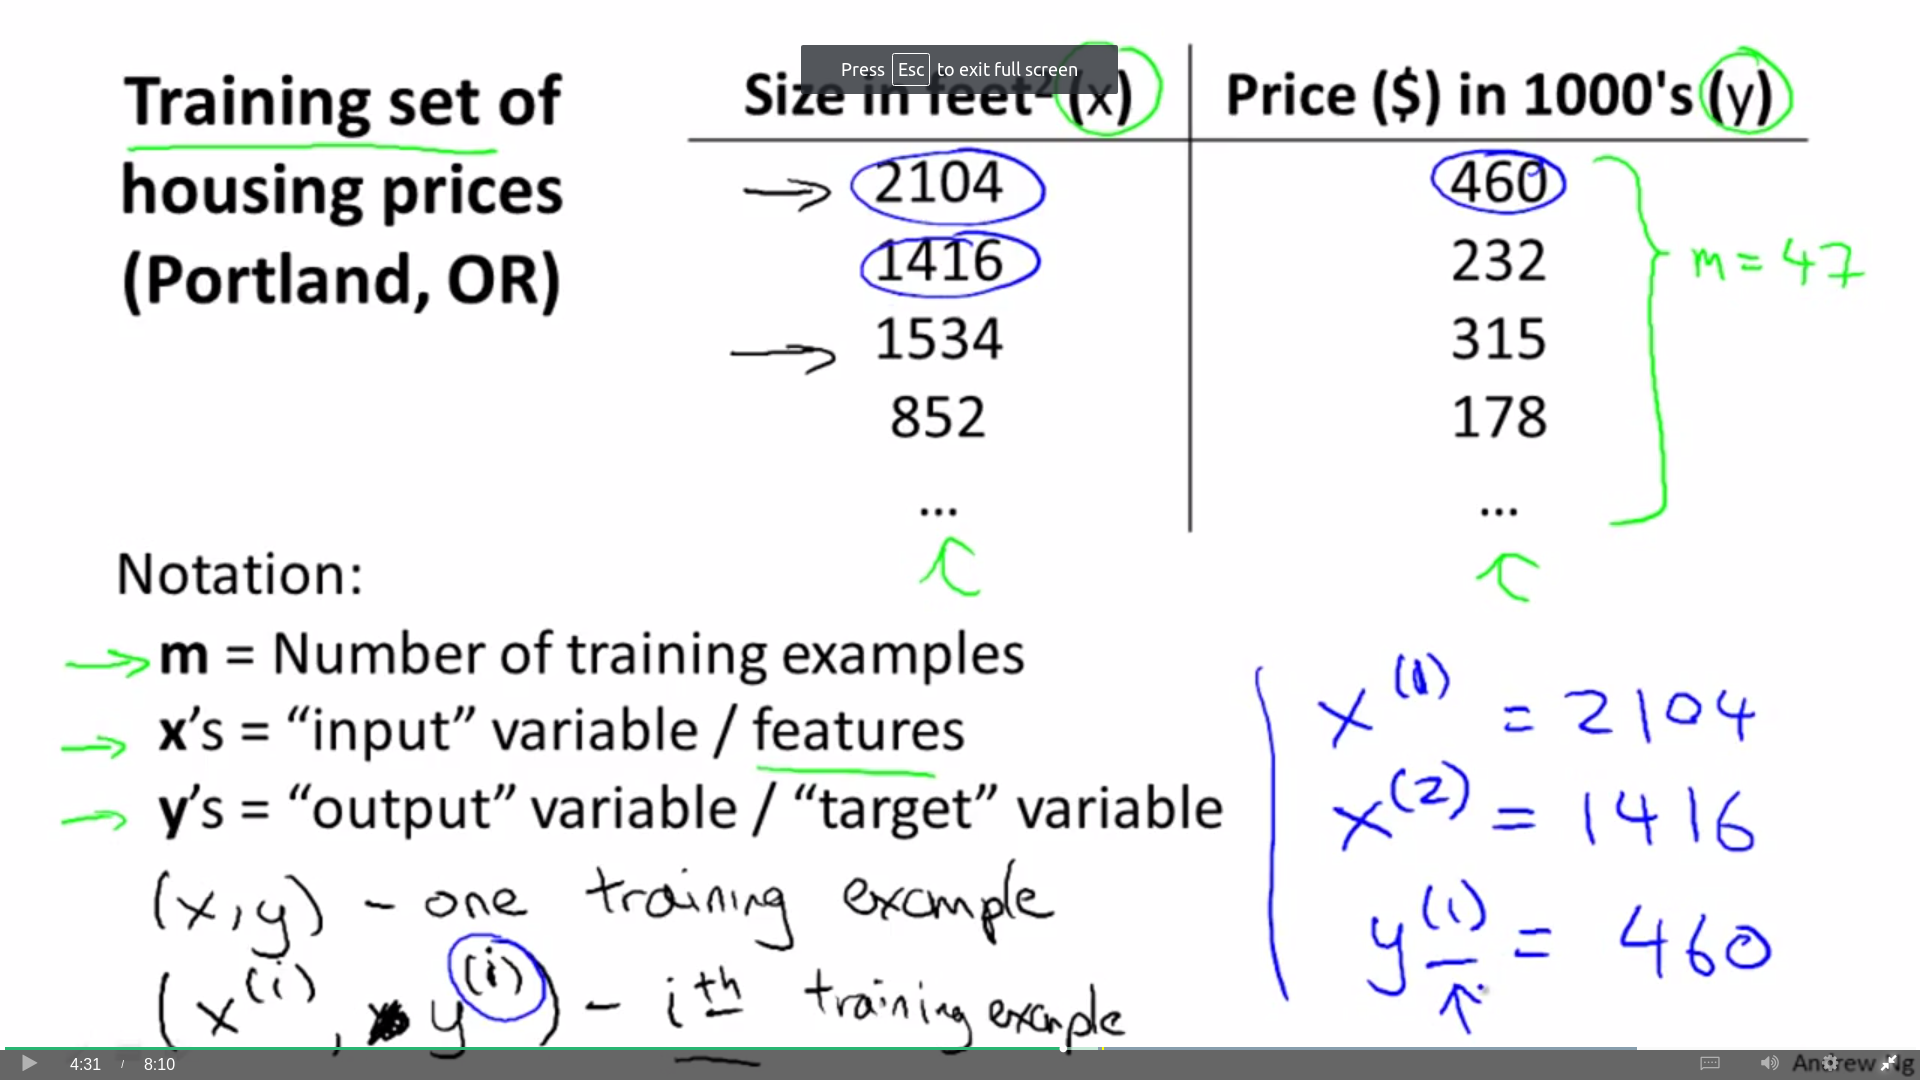 Press Esc to exit full screen
Training set of
housing prices
(Portland, OR)
Size in feet² (x) Price ($) in 1000's (y)
2104 460
1416 232
1534 315
852 178
... ...
m = 47
Notation:
m = Number of training examples
x's = “input” variable / features
y's = “output” variable / “target” variable
(x, y) - one training example
(x^(i), y^(i)) - i^th training example
x^(1) = 2104
x^(2) = 1416
y^(1) = 460
4:31 / 8:10
Andrew Ng